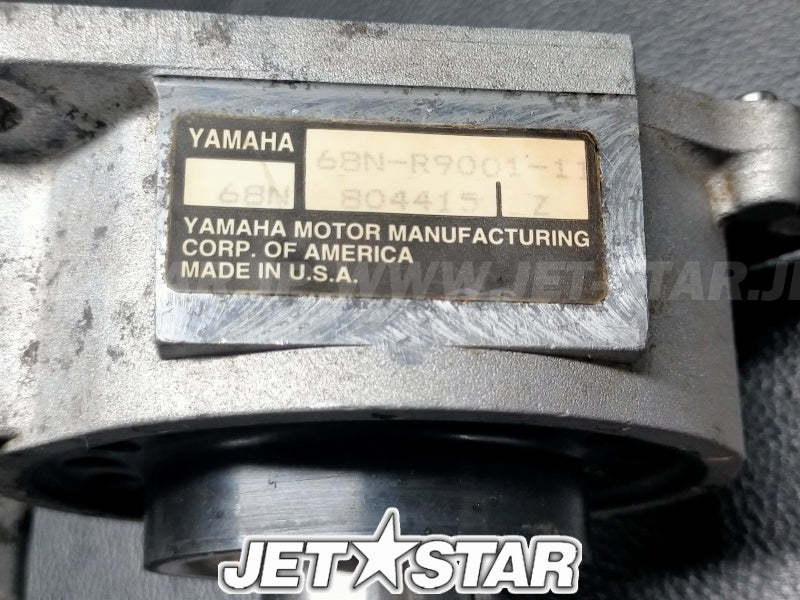 YAMAHA
68N-R9001-11
68N 804415 Z
YAMAHA MOTOR MANUFACTURING
CORP. OF AMERICA
MADE IN U.S.A.
WWW.JET-STAR.JP
JET STAR